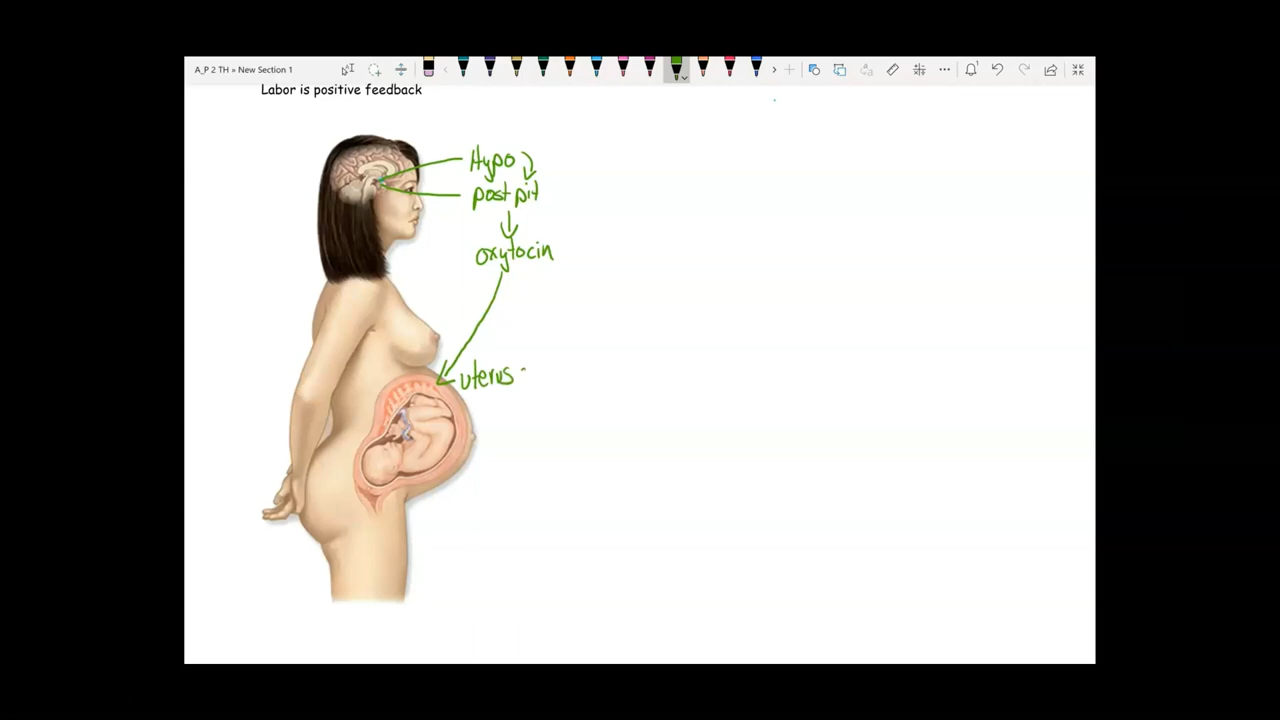 A_P 2 TH » New Section 1
Labor is positive feedback
Hypo
post pit
oxytocin
uterus